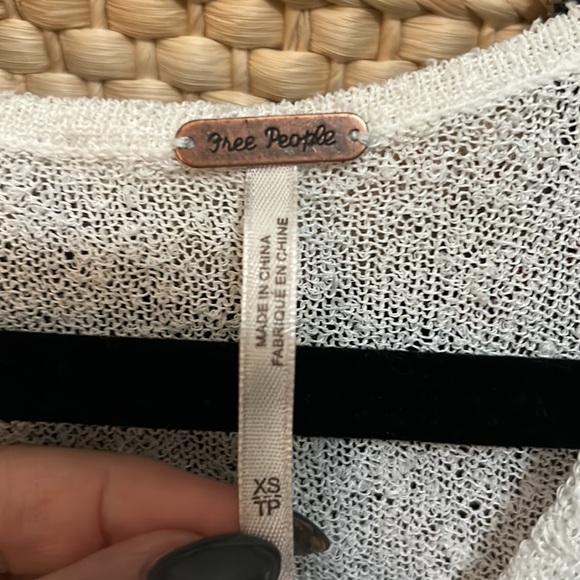 Free People
MADE IN CHINA
FABRIQUÉ EN CHINE
XS
TP